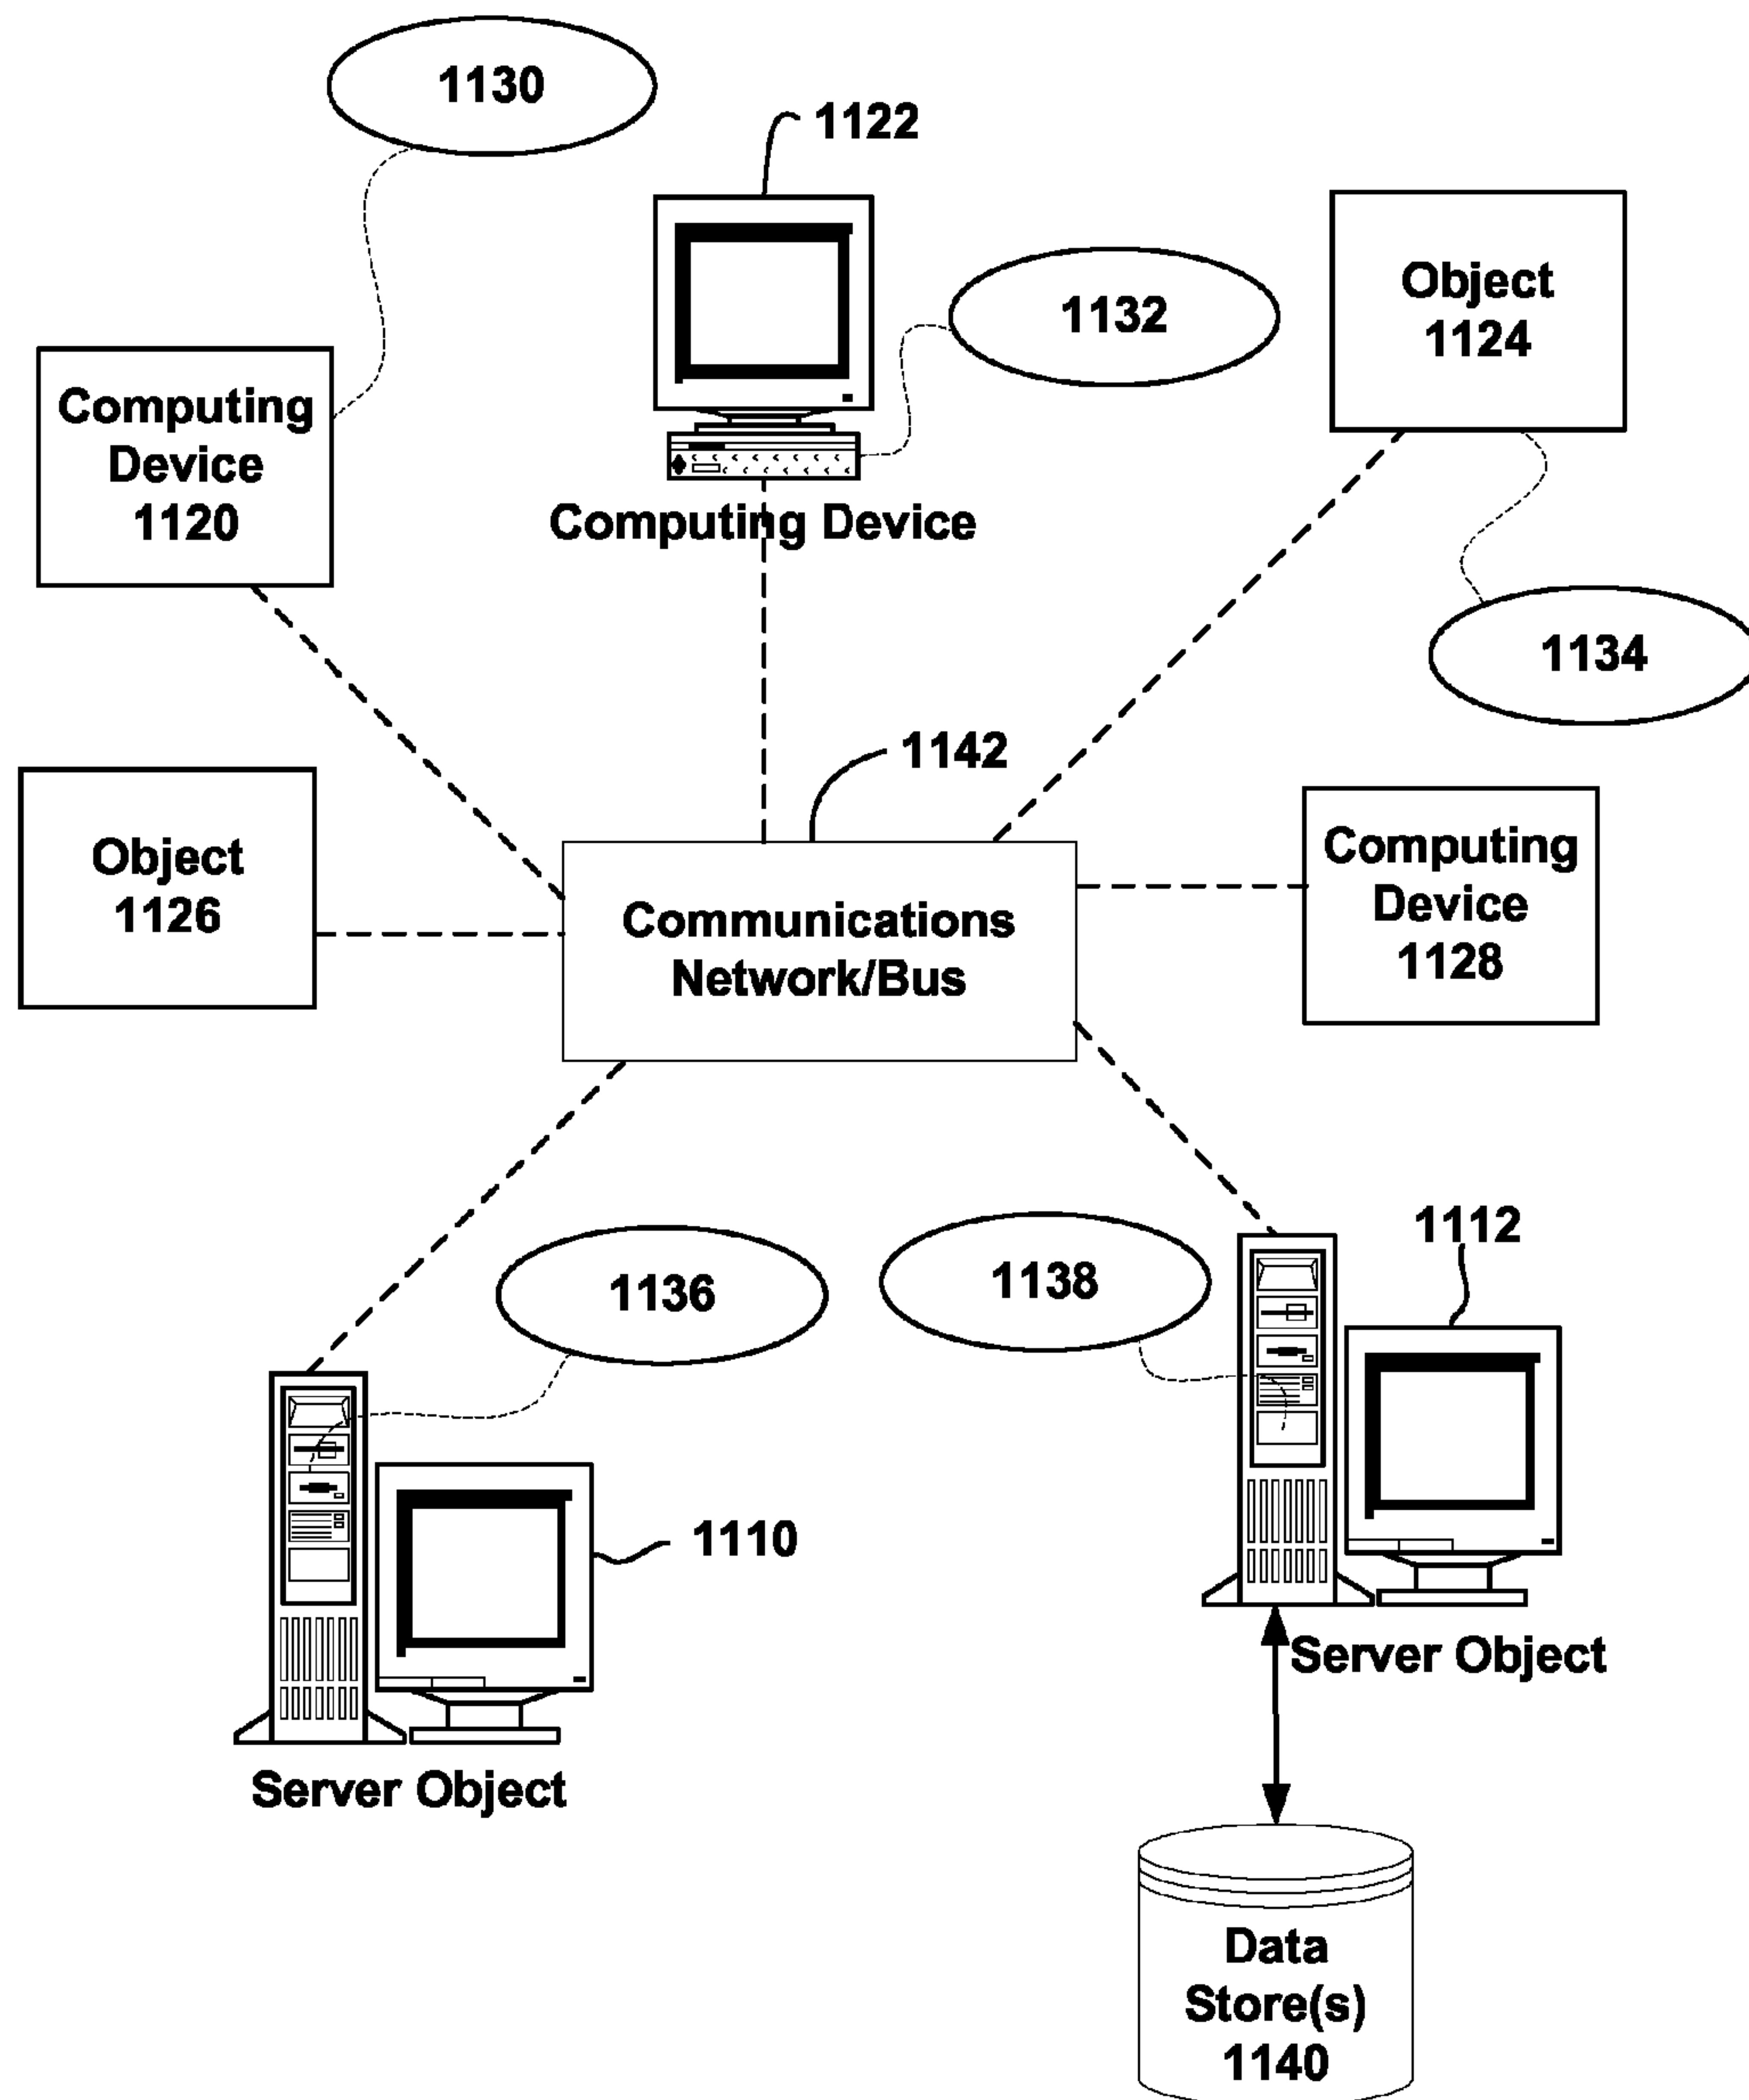 1130
1122
Object
1124
1132
Computing
Device
1120
Computing Device
1134
1142
Object
1126
Computing
Device
1128
Communications
Network/Bus
1112
1136
1138
1110
Server Object
Server Object
Data
Store(s)
1140